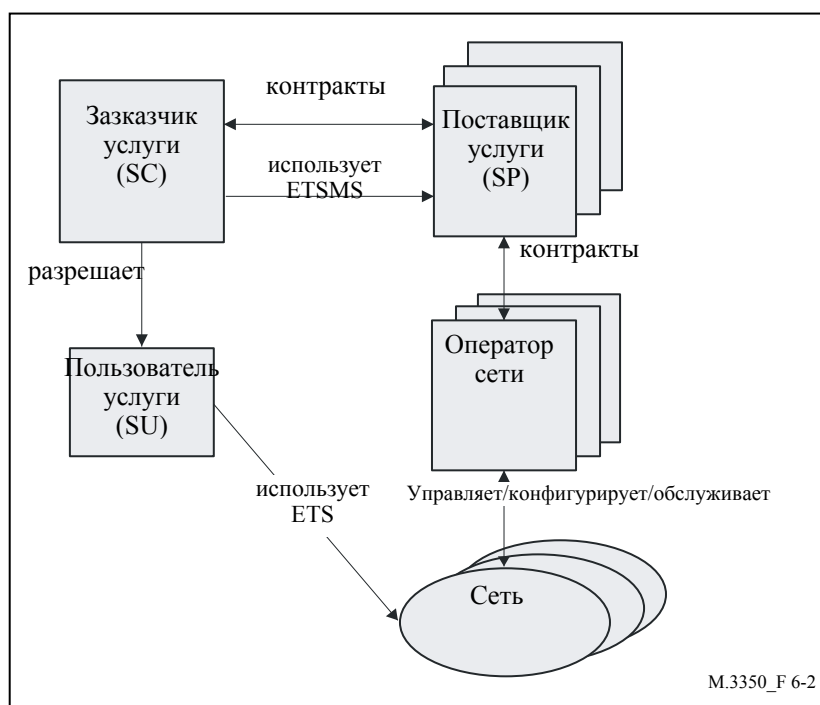 Зазказчик
услуги
(SC)
контракты
Поставщик
услуги
(SP)
использует
ETSMS
контракты
разрешает
Пользователь
услуги
(SU)
Оператор
сети
использует
ETS
Управляет/конфигурирует/обслуживает
Сеть
M.3350_F 6-2